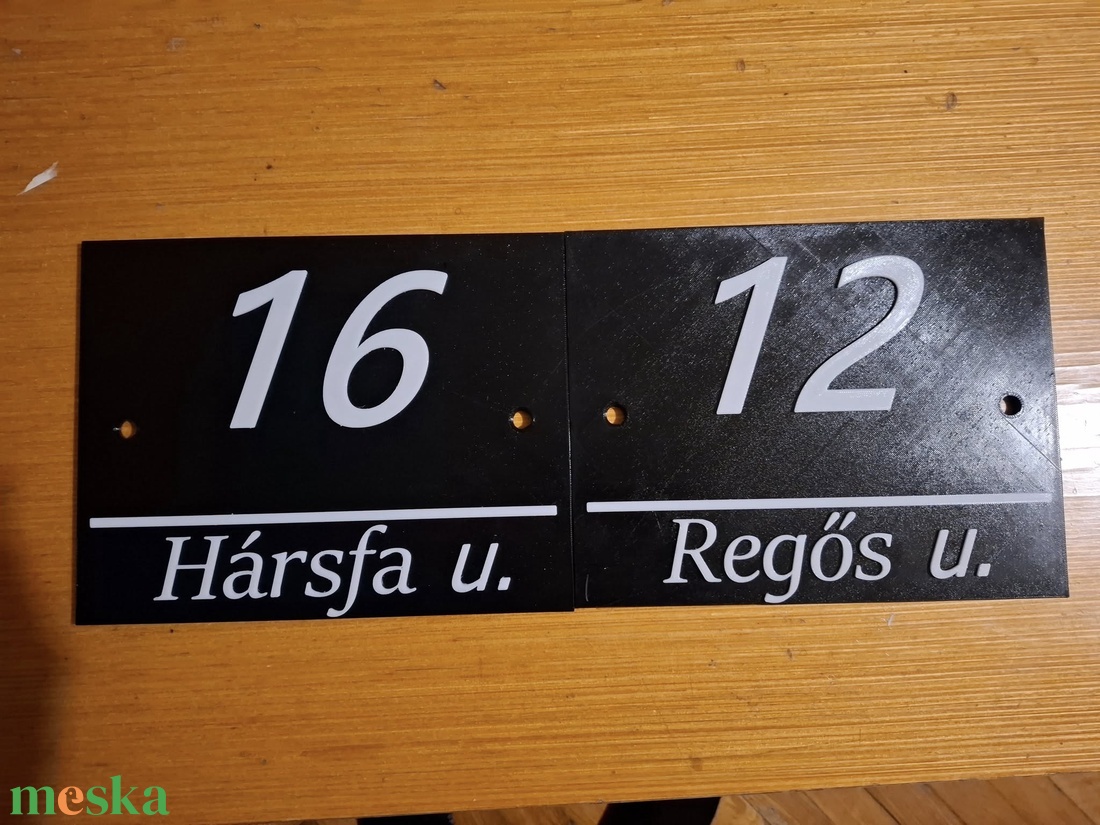 16
Hársfa u.
12
Regős u.
meska